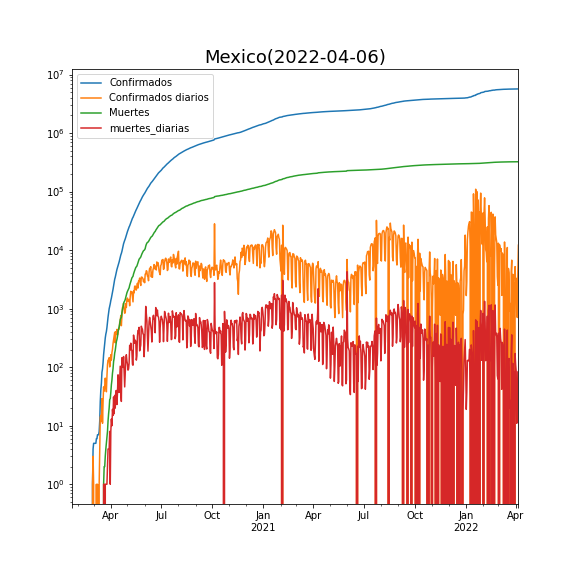 Mexico(2022-04-06)
10^7
Confirmados
Confirmados diarios
Muertes
muertes_diarias
10^6
10^5
10^4
10^3
10^2
10^1
10^0
Apr Jul Oct Jan Apr Jul Oct Jan Apr
2021 2022